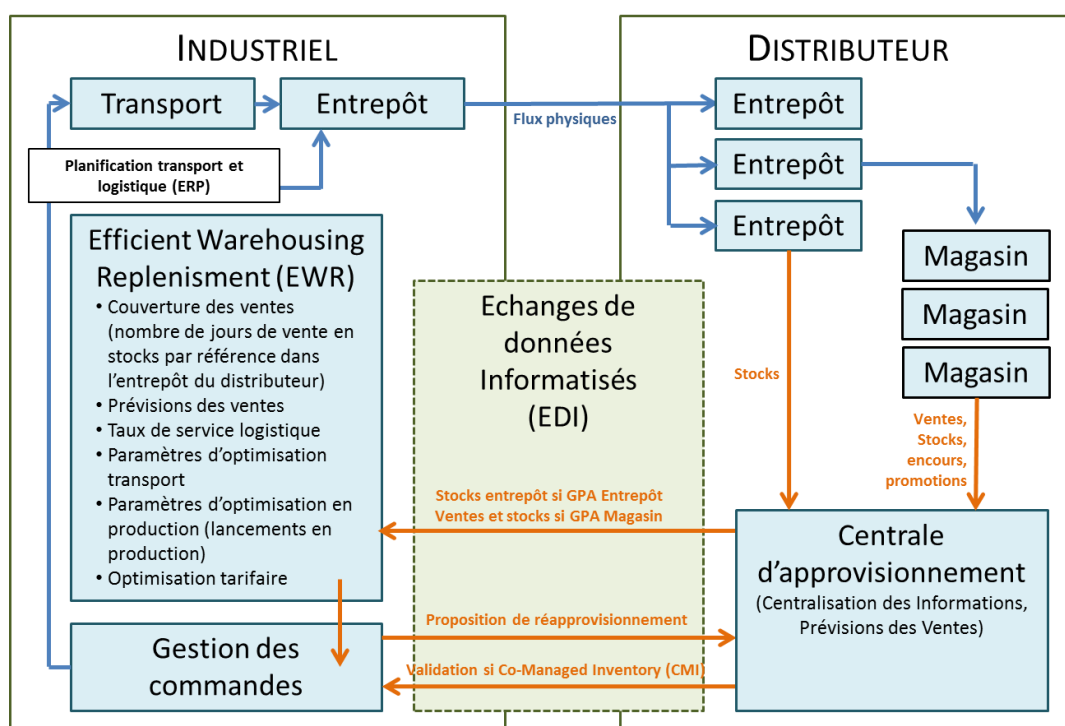 INDUSTRIEL
DISTRIBUTEUR
Transport
Entrepôt
Flux physiques
Entrepôt
Entrepôt
Entrepôt
Planification transport et
logistique (ERP)
Efficient Warehousing
Replenisment (EWR)
• Couverture des ventes
(nombre de jours de vente en
stocks par référence dans
l'entrepôt du distributeur)
• Prévisions des ventes
• Taux de service logistique
• Paramètres d'optimisation
transport
• Paramètres d'optimisation en
production (lancements en
production)
• Optimisation tarifaire
Echanges de
données
Informatisés
(EDI)
Magasin
Magasin
Magasin
Stocks
Ventes,
Stocks,
encours,
promotions
Stocks entrepôt si GPA Entrepôt
Ventes et stocks si GPA Magasin
Centrale
d'approvisionnement
(Centralisation des Informations,
Prévisions des Ventes)
Gestion des
commandes
Proposition de réapprovisionnement
Validation si Co-Managed Inventory (CMI)